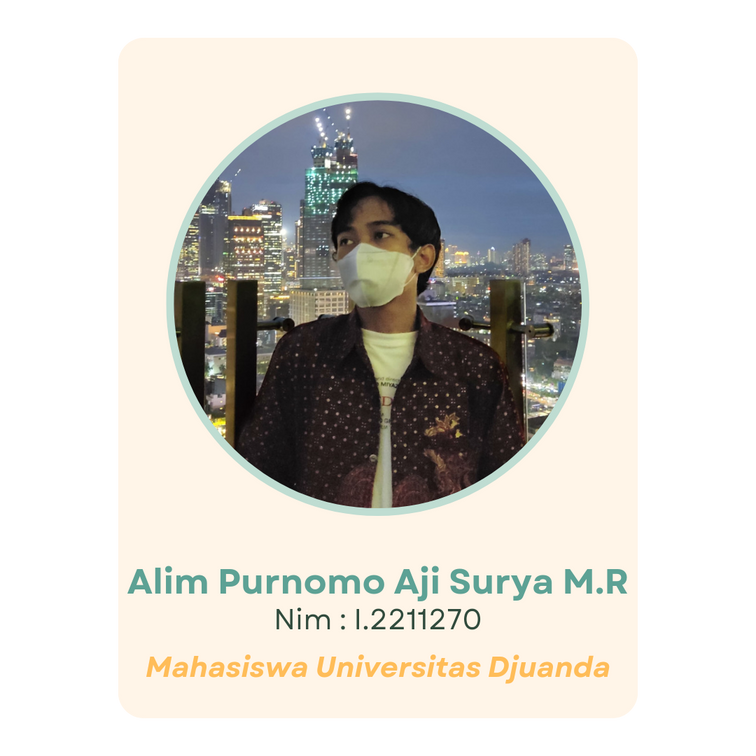 Alim Purnomo Aji Surya M.R
Nim : I.2211270
Mahasiswa Universitas Djuanda